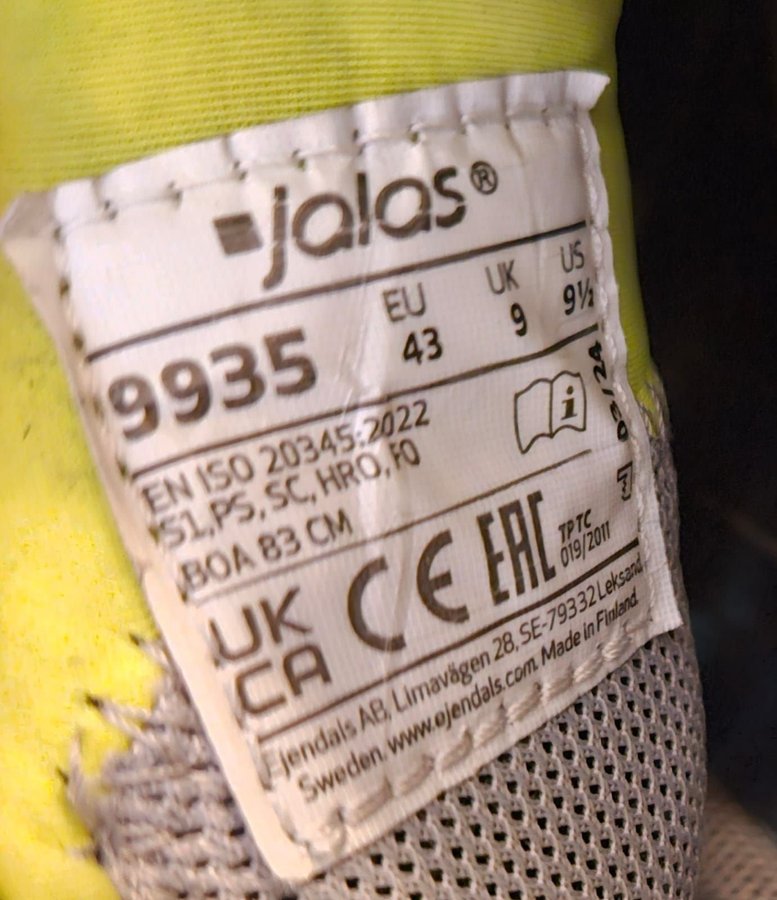 jalas®
EU UK US
9935 43 9 9½
EN ISO 20345:2022
S1,PS, SC, HRO, FO
BOA 83 CM
03/24
UK
CA
CE EAC TP TC
019/2011
Ejendals AB, Limavägen 28, SE-79332 Leksand,
Sweden. www.ejendals.com. Made in Finland.